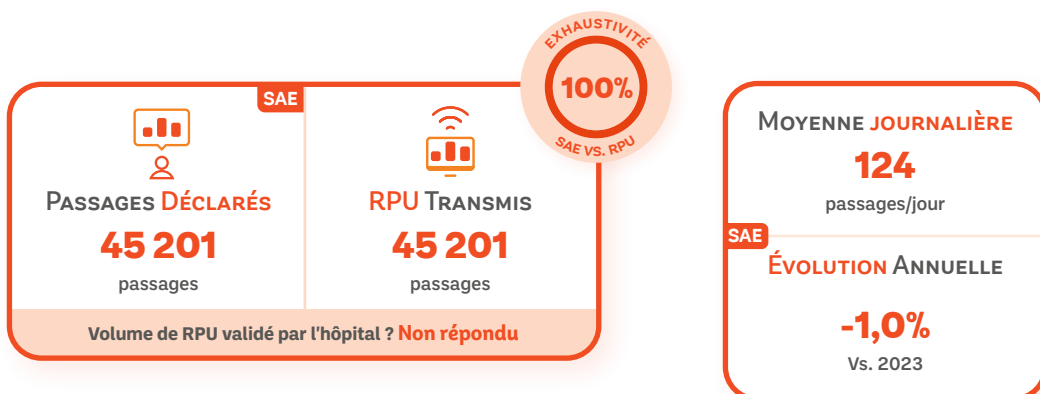 EXHAUSTIVITÉ
100%
SAE VS. RPU
SAE
PASSAGES DÉCLARÉS
45 201
passages
RPU TRANSMIS
45 201
passages
Volume de RPU validé par l'hôpital ? Non répondu
MOYENNE JOURNALIÈRE
124
passages/jour
SAE
ÉVOLUTION ANNUELLE
-1,0%
Vs. 2023